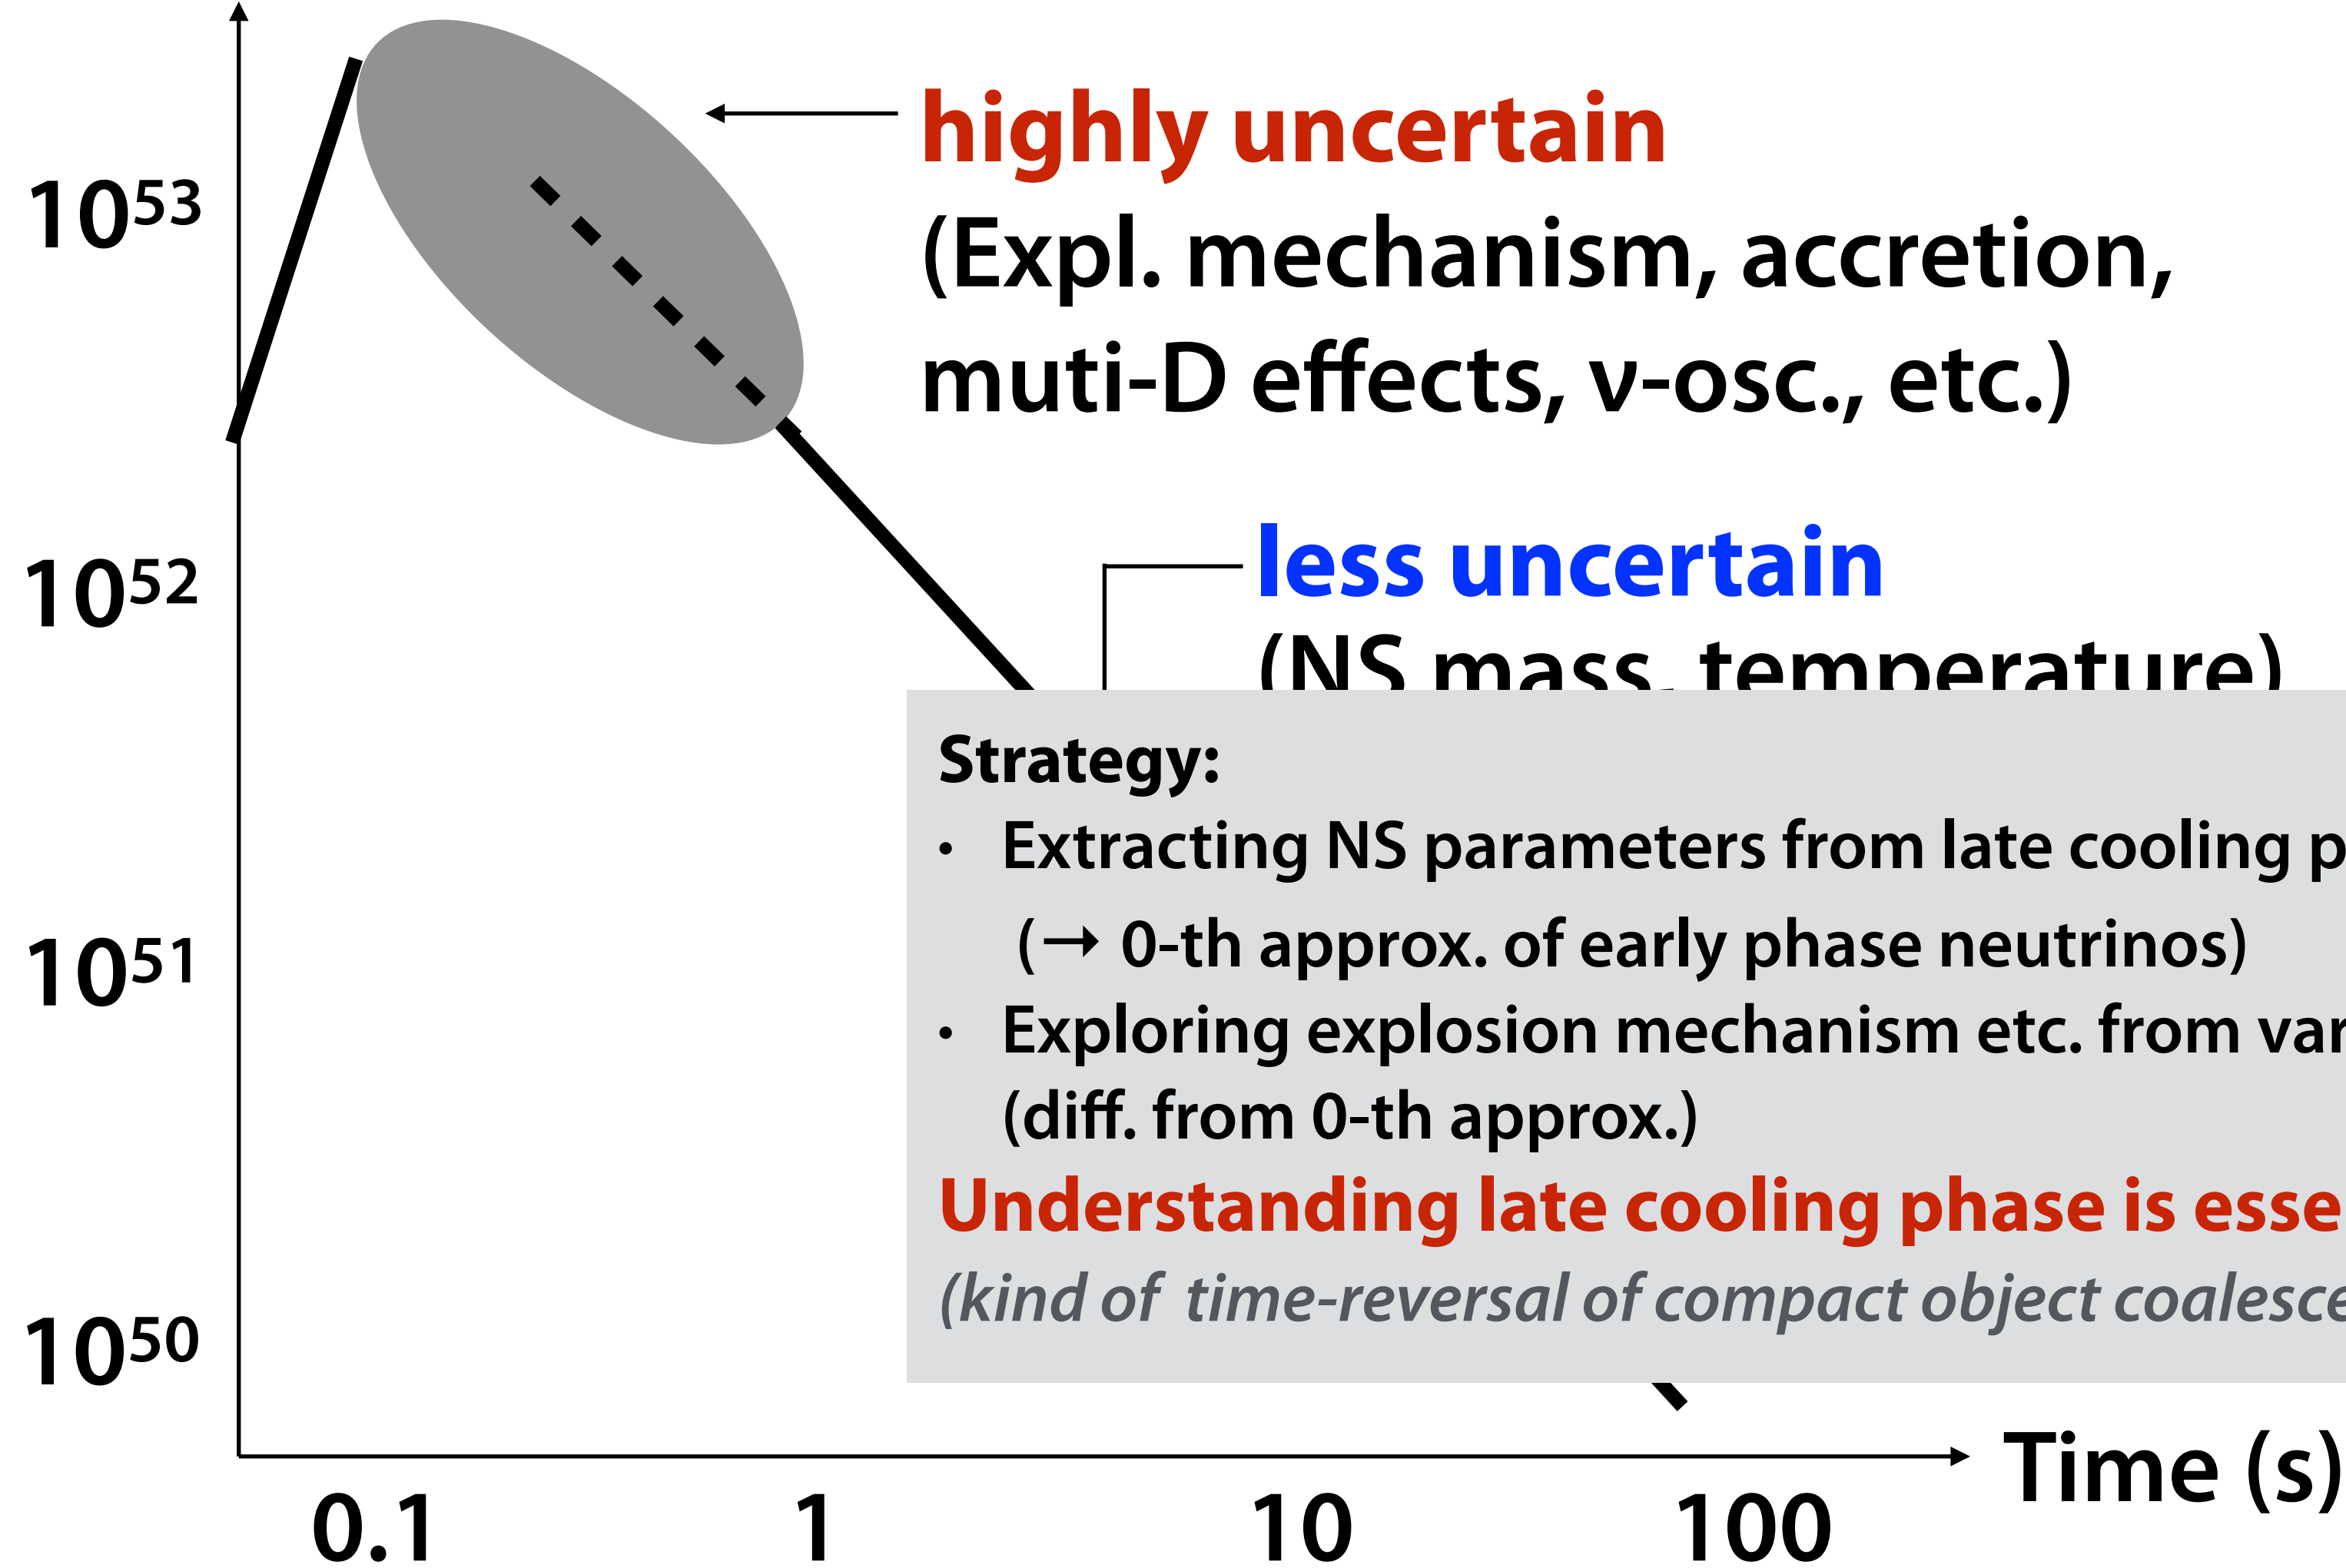 10^53
highly uncertain
(Expl. mechanism, accretion,
muti-D effects, ν-osc., etc.)
10^52
less uncertain
(NS mass, temperature)
Strategy:
• Extracting NS parameters from late cooling p
(→ 0-th approx. of early phase neutrinos)
10^51
• Exploring explosion mechanism etc. from var
(diff. from 0-th approx.)
Understanding late cooling phase is esse
(kind of time-reversal of compact object coalesce
10^50
Time (s)
0.1 1 10 100